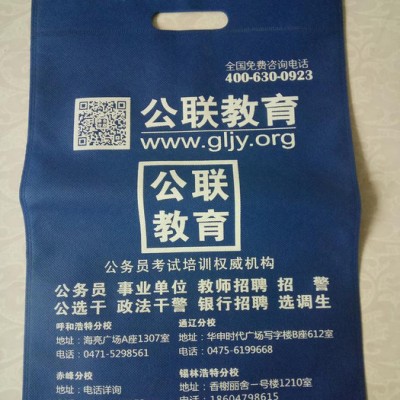 全国免费咨询电话
400-630-0923
公联教育
www.gljy.org
公联
教育
公务员考试培训权威机构
公务员 事业单位 教师招聘 招 警
公选干 政法干警 银行招聘 选调生
呼和浩特分校
地址：海亮广场A座1307室
电话：0471-5298561
通辽分校
地址：华申时代广场写字楼B座612室
电话：0475-6199668
赤峰分校
地址：电话详询
锡林浩特分校
地址：香榭丽舍一号楼1210室
电话：18604798615